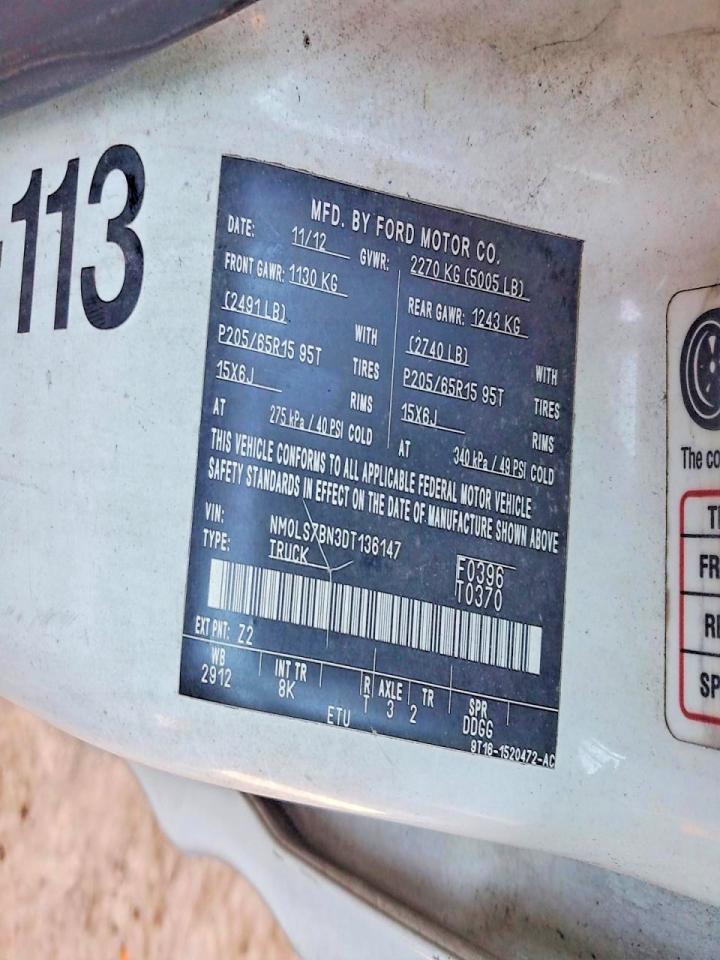 113
MFD. BY FORD MOTOR CO.
DATE: 11/12 GVWR: 2270 KG (5005 LB)
FRONT GAWR: 1130 KG
(2491 LB)
P205/65R15 95T WITH TIRES
15X6J RIMS
AT 275 kPa / 40 PSI COLD
REAR GAWR: 1243 KG
(2740 LB)
P205/65R15 95T WITH TIRES
15X6J RIMS
AT 340 kPa / 49 PSI COLD
THIS VEHICLE CONFORMS TO ALL APPLICABLE FEDERAL MOTOR VEHICLE
SAFETY STANDARDS IN EFFECT ON THE DATE OF MANUFACTURE SHOWN ABOVE
VIN: NM0LS7BN3DT136147
TYPE: TRUCK
F0396
T0370
EXT PNT: Z2
WB INT TR R AXLE TR SPR
2912 8K T 3 2 DDGG
ETU
9T16-1520472-AC
The co
FR
SP